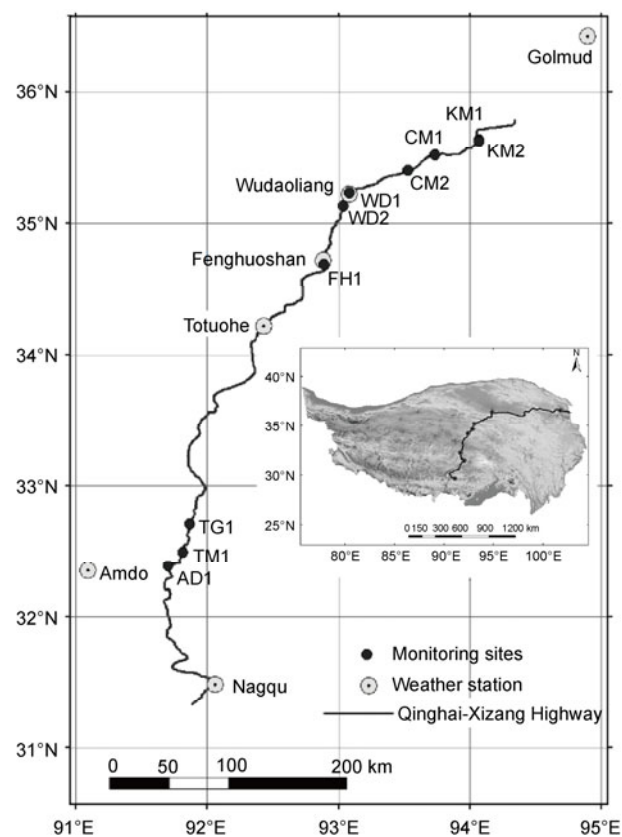 Golmud
36°N
KM1
CM1
KM2
CM2
Wudaoliang
WD1
35°N
WD2
Fenghuoshan
FH1
Totuohe
34°N
N
40°N
35°N
30°N
25°N
0 150 300 600 900 1200 km
80°E 85°E 90°E 95°E 100°E
33°N
TG1
TM1
Amdo
AD1
32°N
Monitoring sites
Nagqu
Weather station
Qinghai-Xizang Highway
31°N
0 50 100 200 km
91°E 92°E 93°E 94°E 95°E